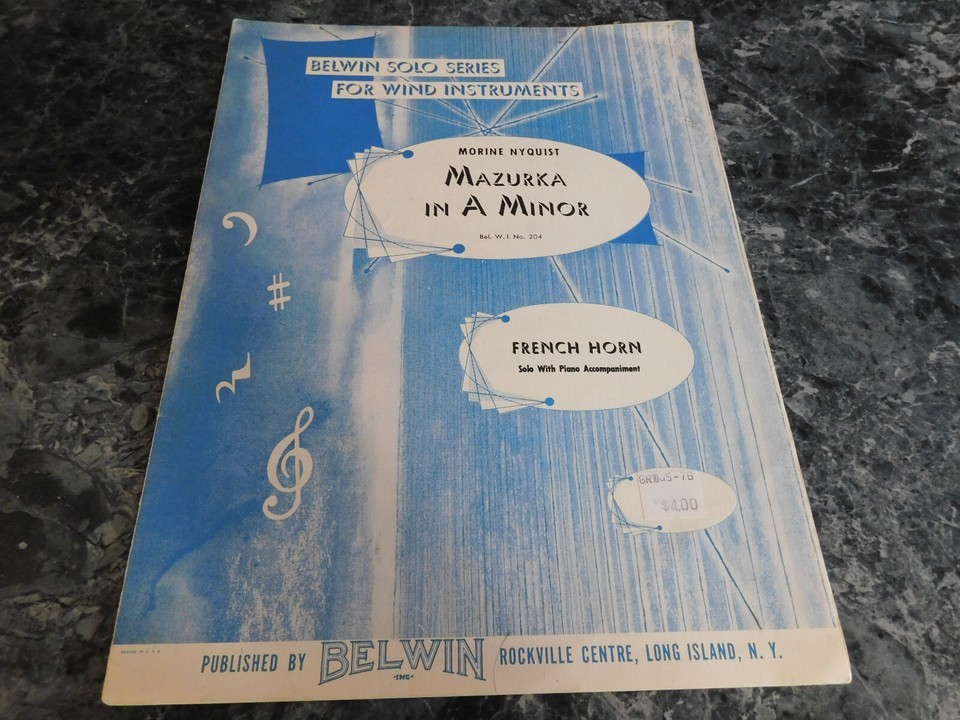 BELWIN SOLO SERIES
FOR WIND INSTRUMENTS
MORINE NYQUIST
MAZURKA
IN A MINOR
Bel. W. I. No. 204
FRENCH HORN
Solo With Piano Accompaniment
$4.00
PUBLISHED BY BELWIN INC. ROCKVILLE CENTRE, LONG ISLAND, N. Y.